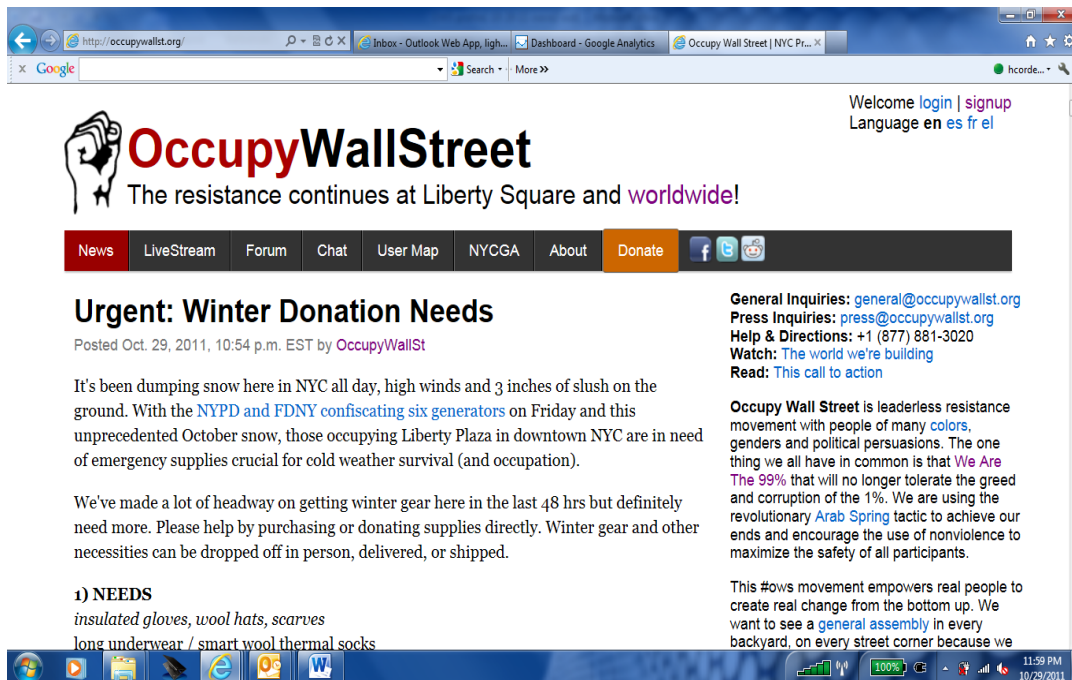 http://occupywallst.org/
Inbox - Outlook Web App, ligh...
Dashboard - Google Analytics
Occupy Wall Street | NYC Pr...
x Google
Search
More »
hcorde...
Welcome login | signup
Language en es fr el
OccupyWallStreet
The resistance continues at Liberty Square and worldwide!
News LiveStream Forum Chat User Map NYCGA About Donate
Urgent: Winter Donation Needs
Posted Oct. 29, 2011, 10:54 p.m. EST by OccupyWallSt
It's been dumping snow here in NYC all day, high winds and 3 inches of slush on the
ground. With the NYPD and FDNY confiscating six generators on Friday and this
unprecedented October snow, those occupying Liberty Plaza in downtown NYC are in need
of emergency supplies crucial for cold weather survival (and occupation).
We've made a lot of headway on getting winter gear here in the last 48 hrs but definitely
need more. Please help by purchasing or donating supplies directly. Winter gear and other
necessities can be dropped off in person, delivered, or shipped.
1) NEEDS
insulated gloves, wool hats, scarves
long underwear / smart wool thermal socks
General Inquiries: general@occupywallst.org
Press Inquiries: press@occupywallst.org
Help & Directions: +1 (877) 881-3020
Watch: The world we're building
Read: This call to action
Occupy Wall Street is leaderless resistance
movement with people of many colors,
genders and political persuasions. The one
thing we all have in common is that We Are
The 99% that will no longer tolerate the greed
and corruption of the 1%. We are using the
revolutionary Arab Spring tactic to achieve our
ends and encourage the use of nonviolence to
maximize the safety of all participants.
This #ows movement empowers real people to
create real change from the bottom up. We
want to see a general assembly in every
backyard, on every street corner because we
100%
11:59 PM
10/29/2011